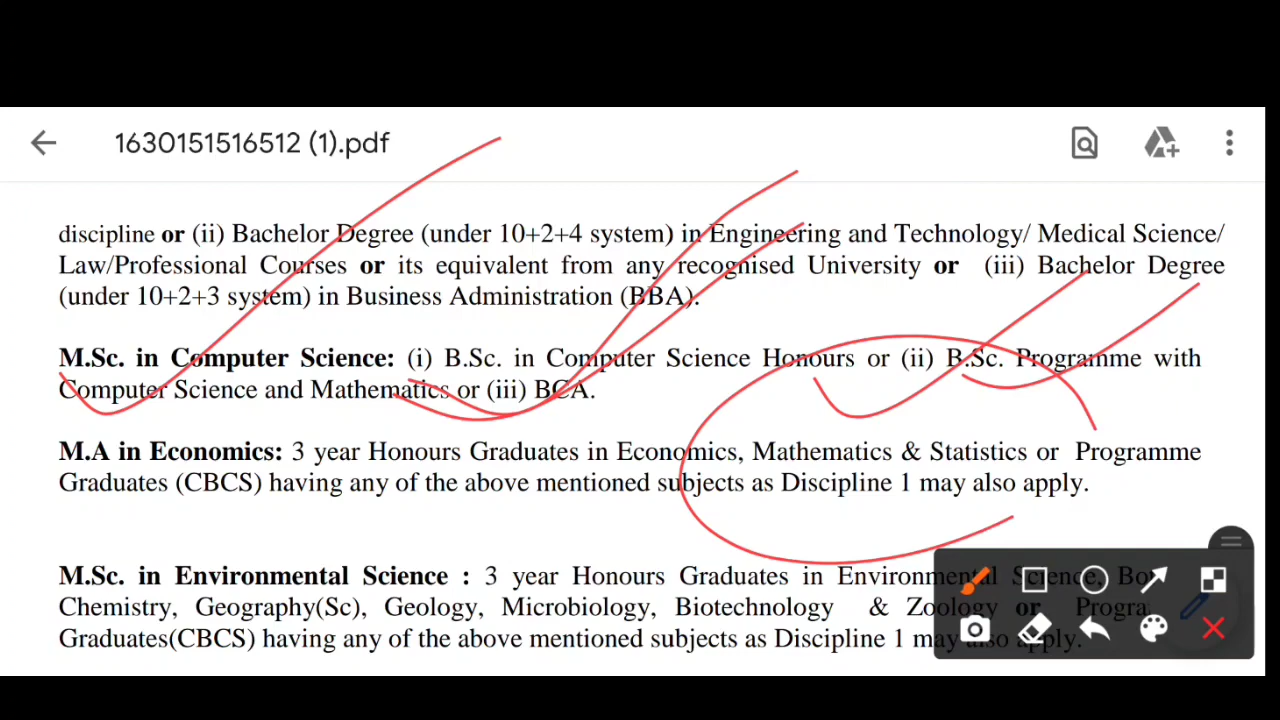 1630151516512 (1).pdf
discipline or (ii) Bachelor Degree (under 10+2+4 system) in Engineering and Technology/ Medical Science/
Law/Professional Courses or its equivalent from any recognised University or (iii) Bachelor Degree
(under 10+2+3 system) in Business Administration (BBA).
M.Sc. in Computer Science: (i) B.Sc. in Computer Science Honours or (ii) B.Sc. Programme with
Computer Science and Mathematics or (iii) BCA.
M.A in Economics: 3 year Honours Graduates in Economics, Mathematics & Statistics or Programme
Graduates (CBCS) having any of the above mentioned subjects as Discipline 1 may also apply.
M.Sc. in Environmental Science : 3 year Honours Graduates in Environmental Science,
Chemistry, Geography(Sc), Geology, Microbiology, Biotechnology & Zoology or
Graduates(CBCS) having any of the above mentioned subjects as Discipline 1 may also apply.